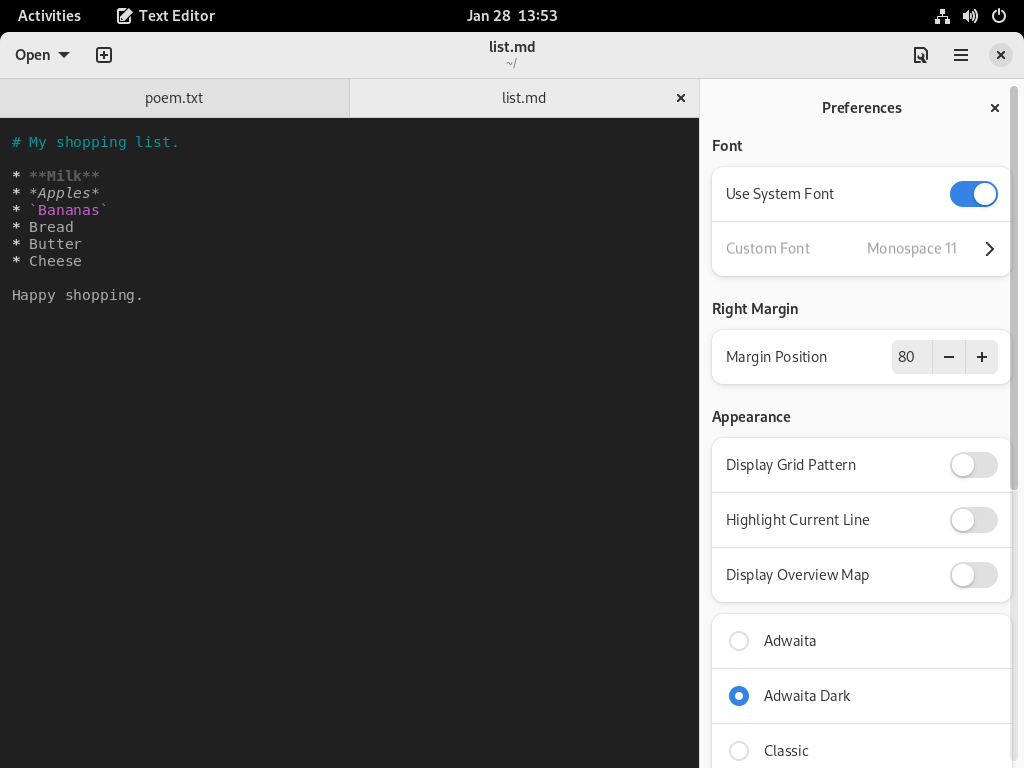 Activities Text Editor Jan 28 13:53
Open list.md
~/
poem.txt list.md
# My shopping list.
* **Milk**
* *Apples*
* `Bananas`
* Bread
* Butter
* Cheese
Happy shopping.
Preferences
Font
Use System Font
Custom Font Monospace 11
Right Margin
Margin Position 80
Appearance
Display Grid Pattern
Highlight Current Line
Display Overview Map
Adwaita
Adwaita Dark
Classic